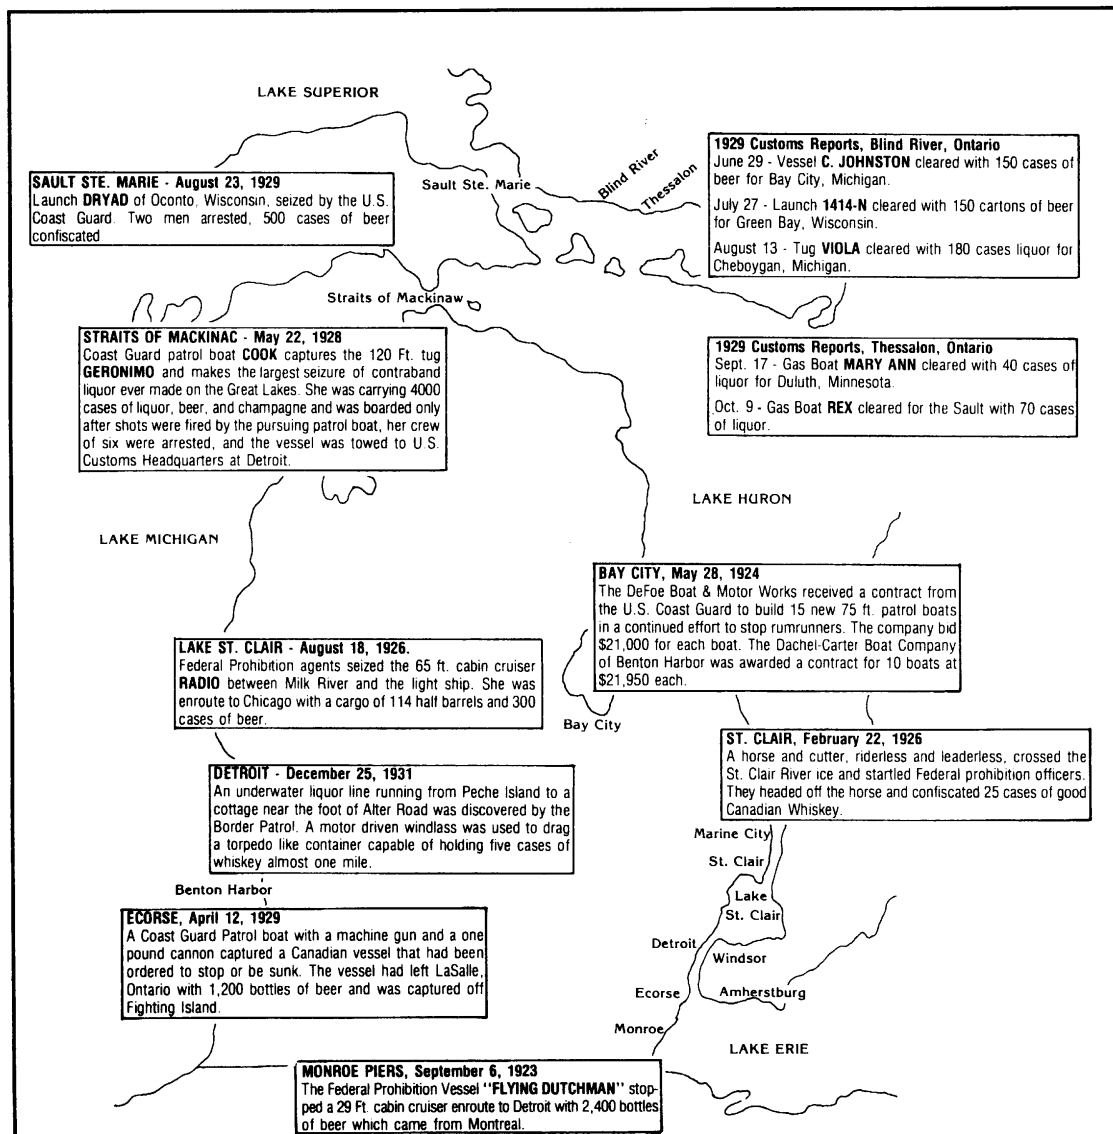 LAKE SUPERIOR
1929 Customs Reports, Blind River, Ontario
June 29 - Vessel C. JOHNSTON cleared with 150 cases of
beer for Bay City, Michigan.
July 27 - Launch 1414-N cleared with 150 cartons of beer
for Green Bay, Wisconsin.
August 13 - Tug VIOLA cleared with 180 cases liquor for
Cheboygan, Michigan.
SAULT STE. MARIE - August 23, 1929
Launch DRYAD of Oconto, Wisconsin, seized by the U.S.
Coast Guard. Two men arrested, 500 cases of beer
confiscated
Sault Ste. Marie
Blind River
Thessalon
Straits of Mackinaw
STRAITS OF MACKINAC - May 22, 1928
Coast Guard patrol boat COOK captures the 120 Ft. tug
GERONIMO and makes the largest seizure of contraband
liquor ever made on the Great Lakes. She was carrying 4000
cases of liquor, beer, and champagne and was boarded only
after shots were fired by the pursuing patrol boat, her crew
of six were arrested, and the vessel was towed to U.S.
Customs Headquarters at Detroit.
1929 Customs Reports, Thessalon, Ontario
Sept. 17 - Gas Boat MARY ANN cleared with 40 cases of
liquor for Duluth, Minnesota.
Oct. 9 - Gas Boat REX cleared for the Sault with 70 cases
of liquor.
LAKE HURON
LAKE MICHIGAN
BAY CITY, May 28, 1924
The DeFoe Boat & Motor Works received a contract from
the U.S. Coast Guard to build 15 new 75 ft. patrol boats
in a continued effort to stop rumrunners. The company bid
$21,000 for each boat. The Dachel-Carter Boat Company
of Benton Harbor was awarded a contract for 10 boats at
$21,950 each.
LAKE ST. CLAIR - August 18, 1926.
Federal Prohibition agents seized the 65 ft. cabin cruiser
RADIO between Milk River and the light ship. She was
enroute to Chicago with a cargo of 114 half barrels and 300
cases of beer.
Bay City
ST. CLAIR, February 22, 1926
A horse and cutter, riderless and leaderless, crossed the
St. Clair River ice and startled Federal prohibition officers.
They headed off the horse and confiscated 25 cases of good
Canadian Whiskey.
DETROIT - December 25, 1931
An underwater liquor line running from Peche Island to a
cottage near the foot of Alter Road was discovered by the
Border Patrol. A motor driven windlass was used to drag
a torpedo like container capable of holding five cases of
whiskey almost one mile.
Marine City
St. Clair
Lake
St. Clair
Benton Harbor
ECORSE, April 12, 1929
A Coast Guard Patrol boat with a machine gun and a one
pound cannon captured a Canadian vessel that had been
ordered to stop or be sunk. The vessel had left LaSalle,
Ontario with 1,200 bottles of beer and was captured off
Fighting Island.
Detroit
Windsor
Ecorse
Amherstburg
Monroe
LAKE ERIE
MONROE PIERS, September 6, 1923
The Federal Prohibition Vessel "FLYING DUTCHMAN" stop-
ped a 29 Ft. cabin cruiser enroute to Detroit with 2,400 bottles
of beer which came from Montreal.